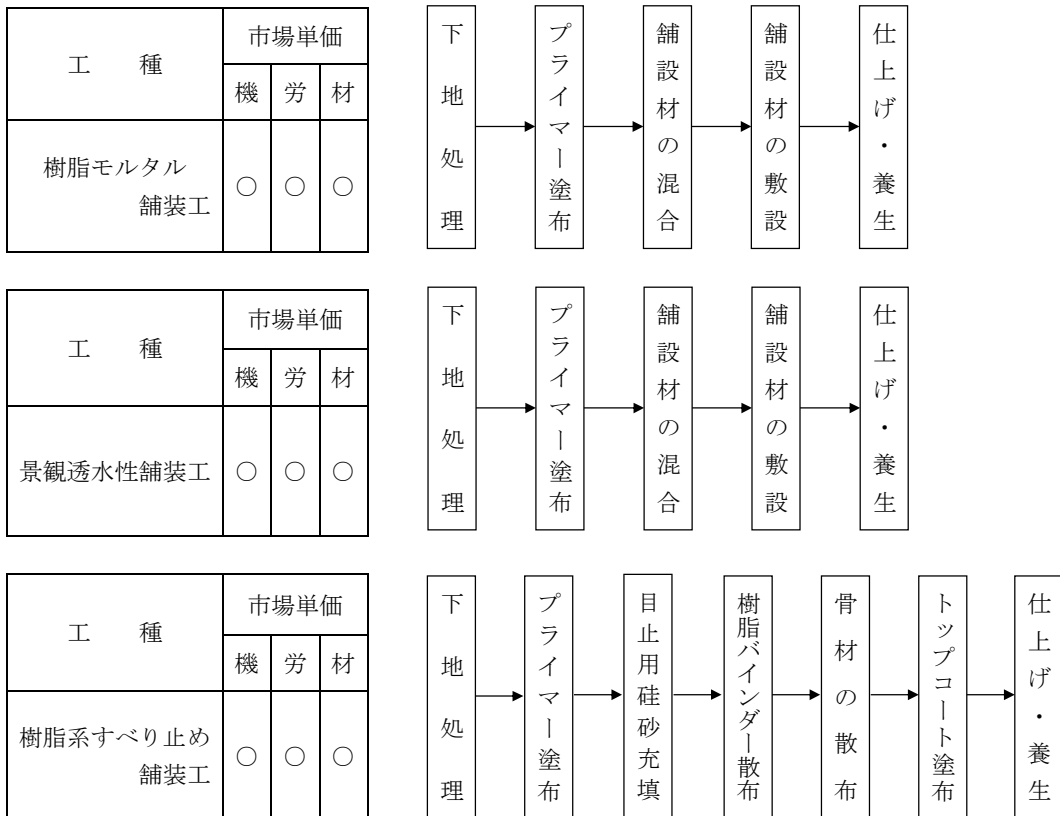 工　種
市場単価
機 労 材
樹脂モルタル
舗装工
○ ○ ○
下地処理
プライマー塗布
舗設材の混合
舗設材の敷設
仕上げ・養生
工　種
市場単価
機 労 材
景観透水性舗装工
○ ○ ○
下地処理
プライマー塗布
舗設材の混合
舗設材の敷設
仕上げ・養生
工　種
市場単価
機 労 材
樹脂系すべり止め
舗装工
○ ○ ○
下地処理
プライマー塗布
目止用硅砂充填
樹脂バインダー散布
骨材の散布
トップコート塗布
仕上げ・養生